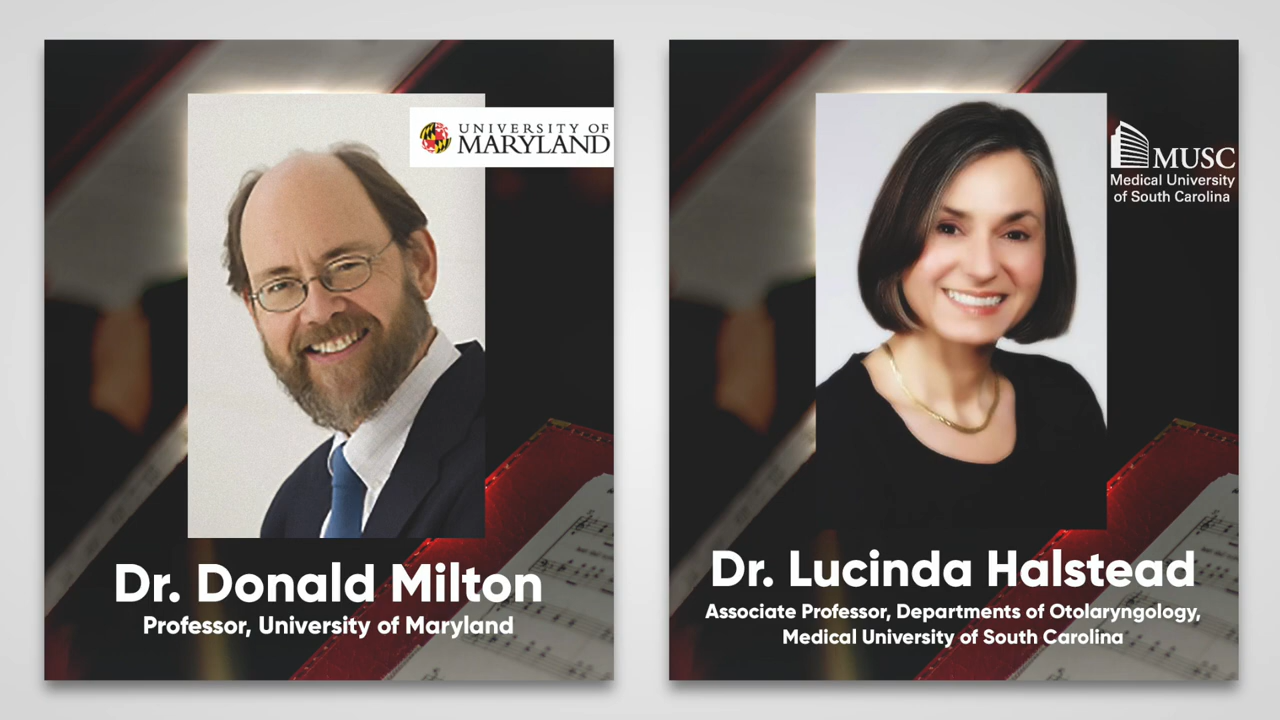 UNIVERSITY OF
MARYLAND
Dr. Donald Milton
Professor, University of Maryland
MUSC
Medical University
of South Carolina
Dr. Lucinda Halstead
Associate Professor, Departments of Otolaryngology,
Medical University of South Carolina